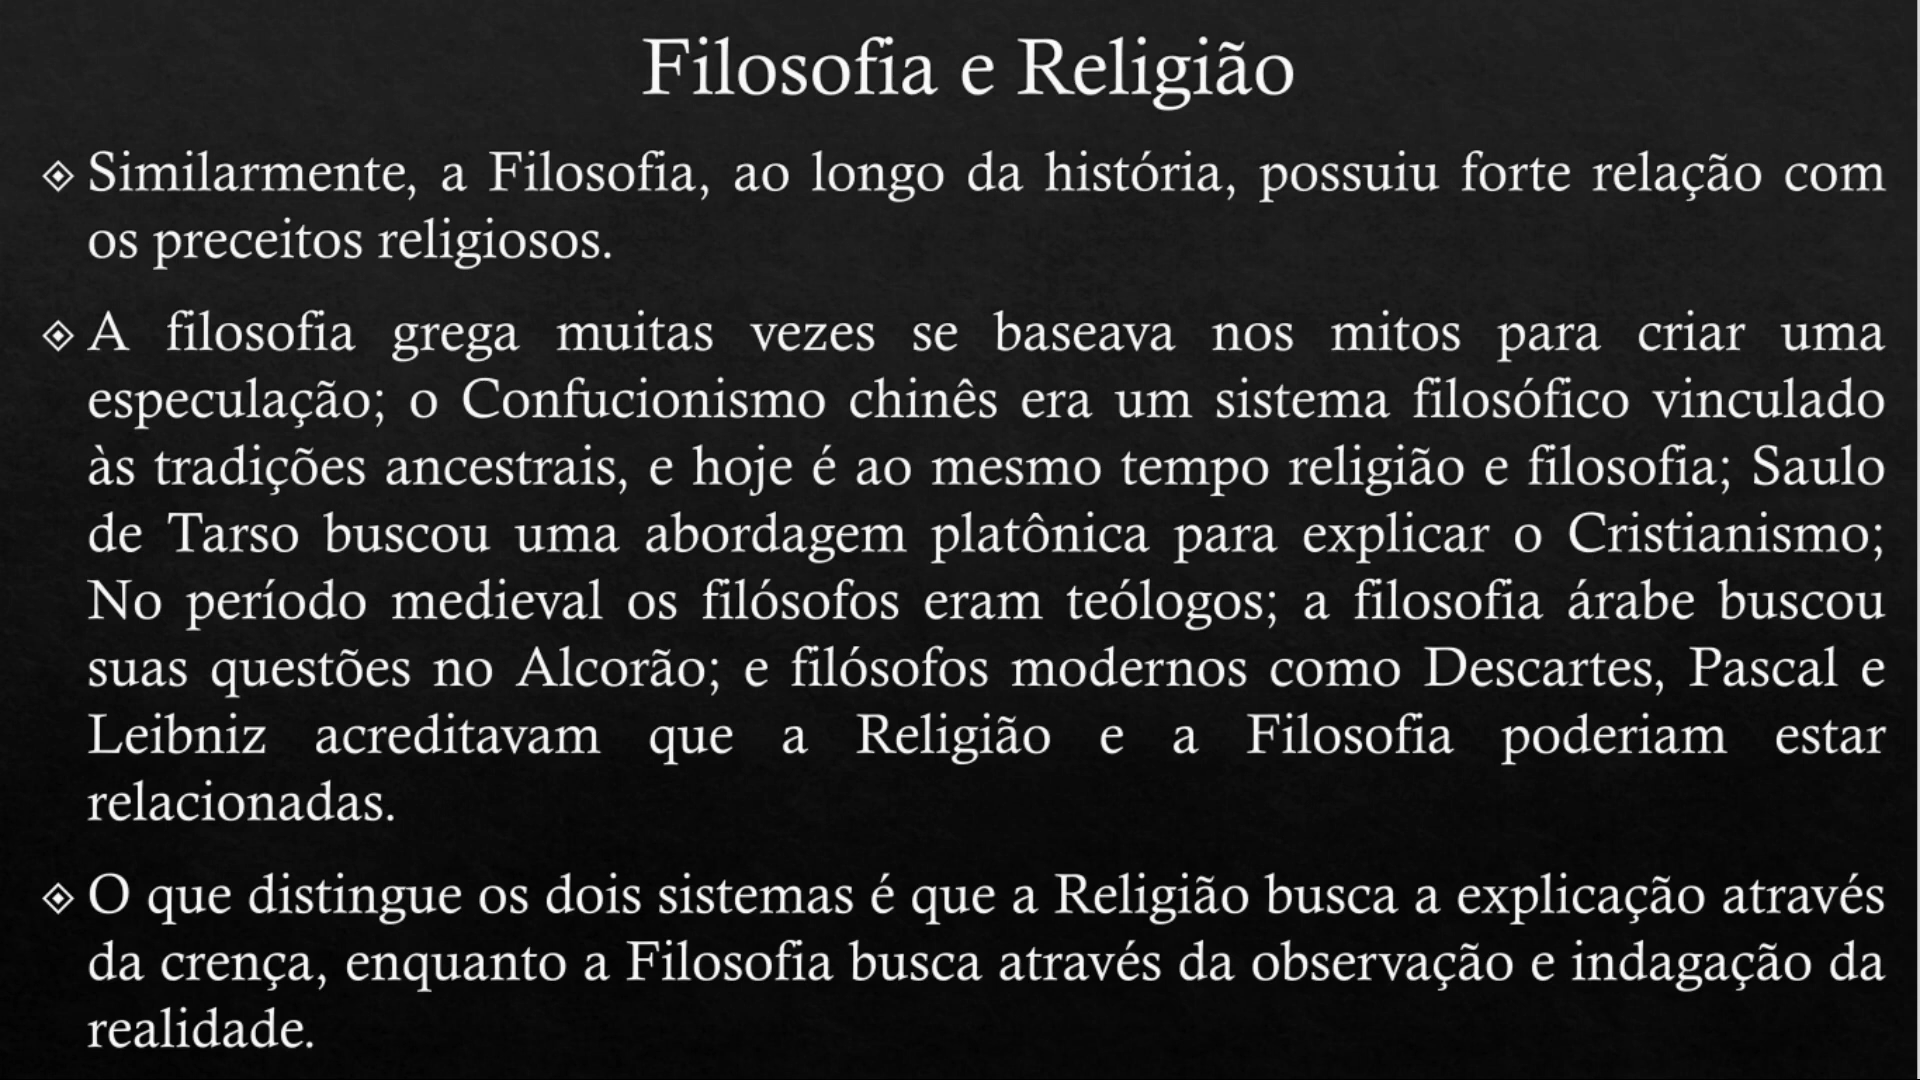 Filosofia e Religião
Similarmente, a Filosofia, ao longo da história, possuiu forte relação com
os preceitos religiosos.
A filosofia grega muitas vezes se baseava nos mitos para criar uma
especulação; o Confucionismo chinês era um sistema filosófico vinculado
às tradições ancestrais, e hoje é ao mesmo tempo religião e filosofia; Saulo
de Tarso buscou uma abordagem platônica para explicar o Cristianismo;
No período medieval os filósofos eram teólogos; a filosofia árabe buscou
suas questões no Alcorão; e filósofos modernos como Descartes, Pascal e
Leibniz acreditavam que a Religião e a Filosofia poderiam estar
relacionadas.
O que distingue os dois sistemas é que a Religião busca a explicação através
da crença, enquanto a Filosofia busca através da observação e indagação da
realidade.